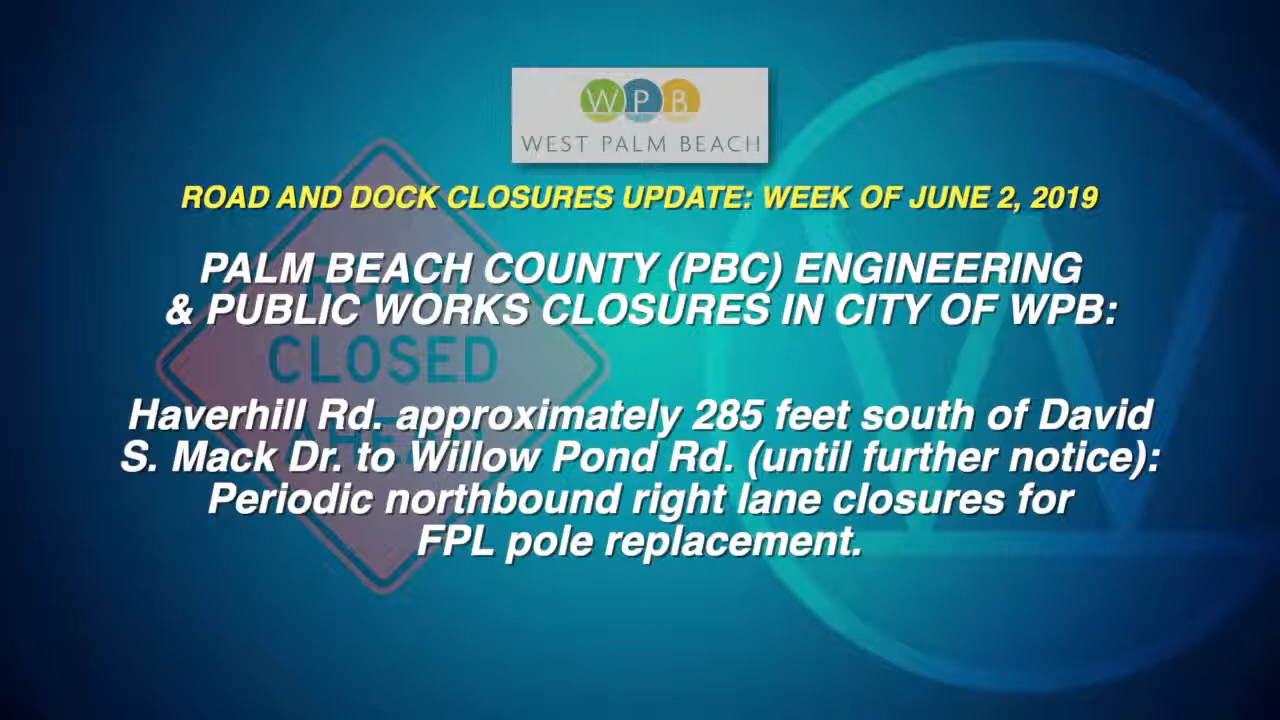 WPB
WEST PALM BEACH
ROAD AND DOCK CLOSURES UPDATE: WEEK OF JUNE 2, 2019
PALM BEACH COUNTY (PBC) ENGINEERING
& PUBLIC WORKS CLOSURES IN CITY OF WPB:
CLOSED
Haverhill Rd. approximately 285 feet south of David
S. Mack Dr. to Willow Pond Rd. (until further notice):
Periodic northbound right lane closures for
FPL pole replacement.